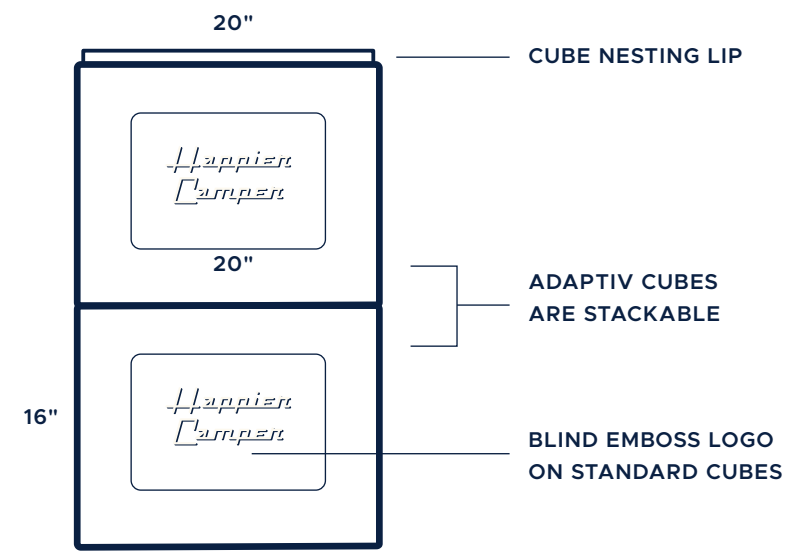 20"
CUBE NESTING LIP
Happier
Camper
20"
ADAPTIV CUBES
ARE STACKABLE
Happier
Camper
16"
BLIND EMBOSS LOGO
ON STANDARD CUBES